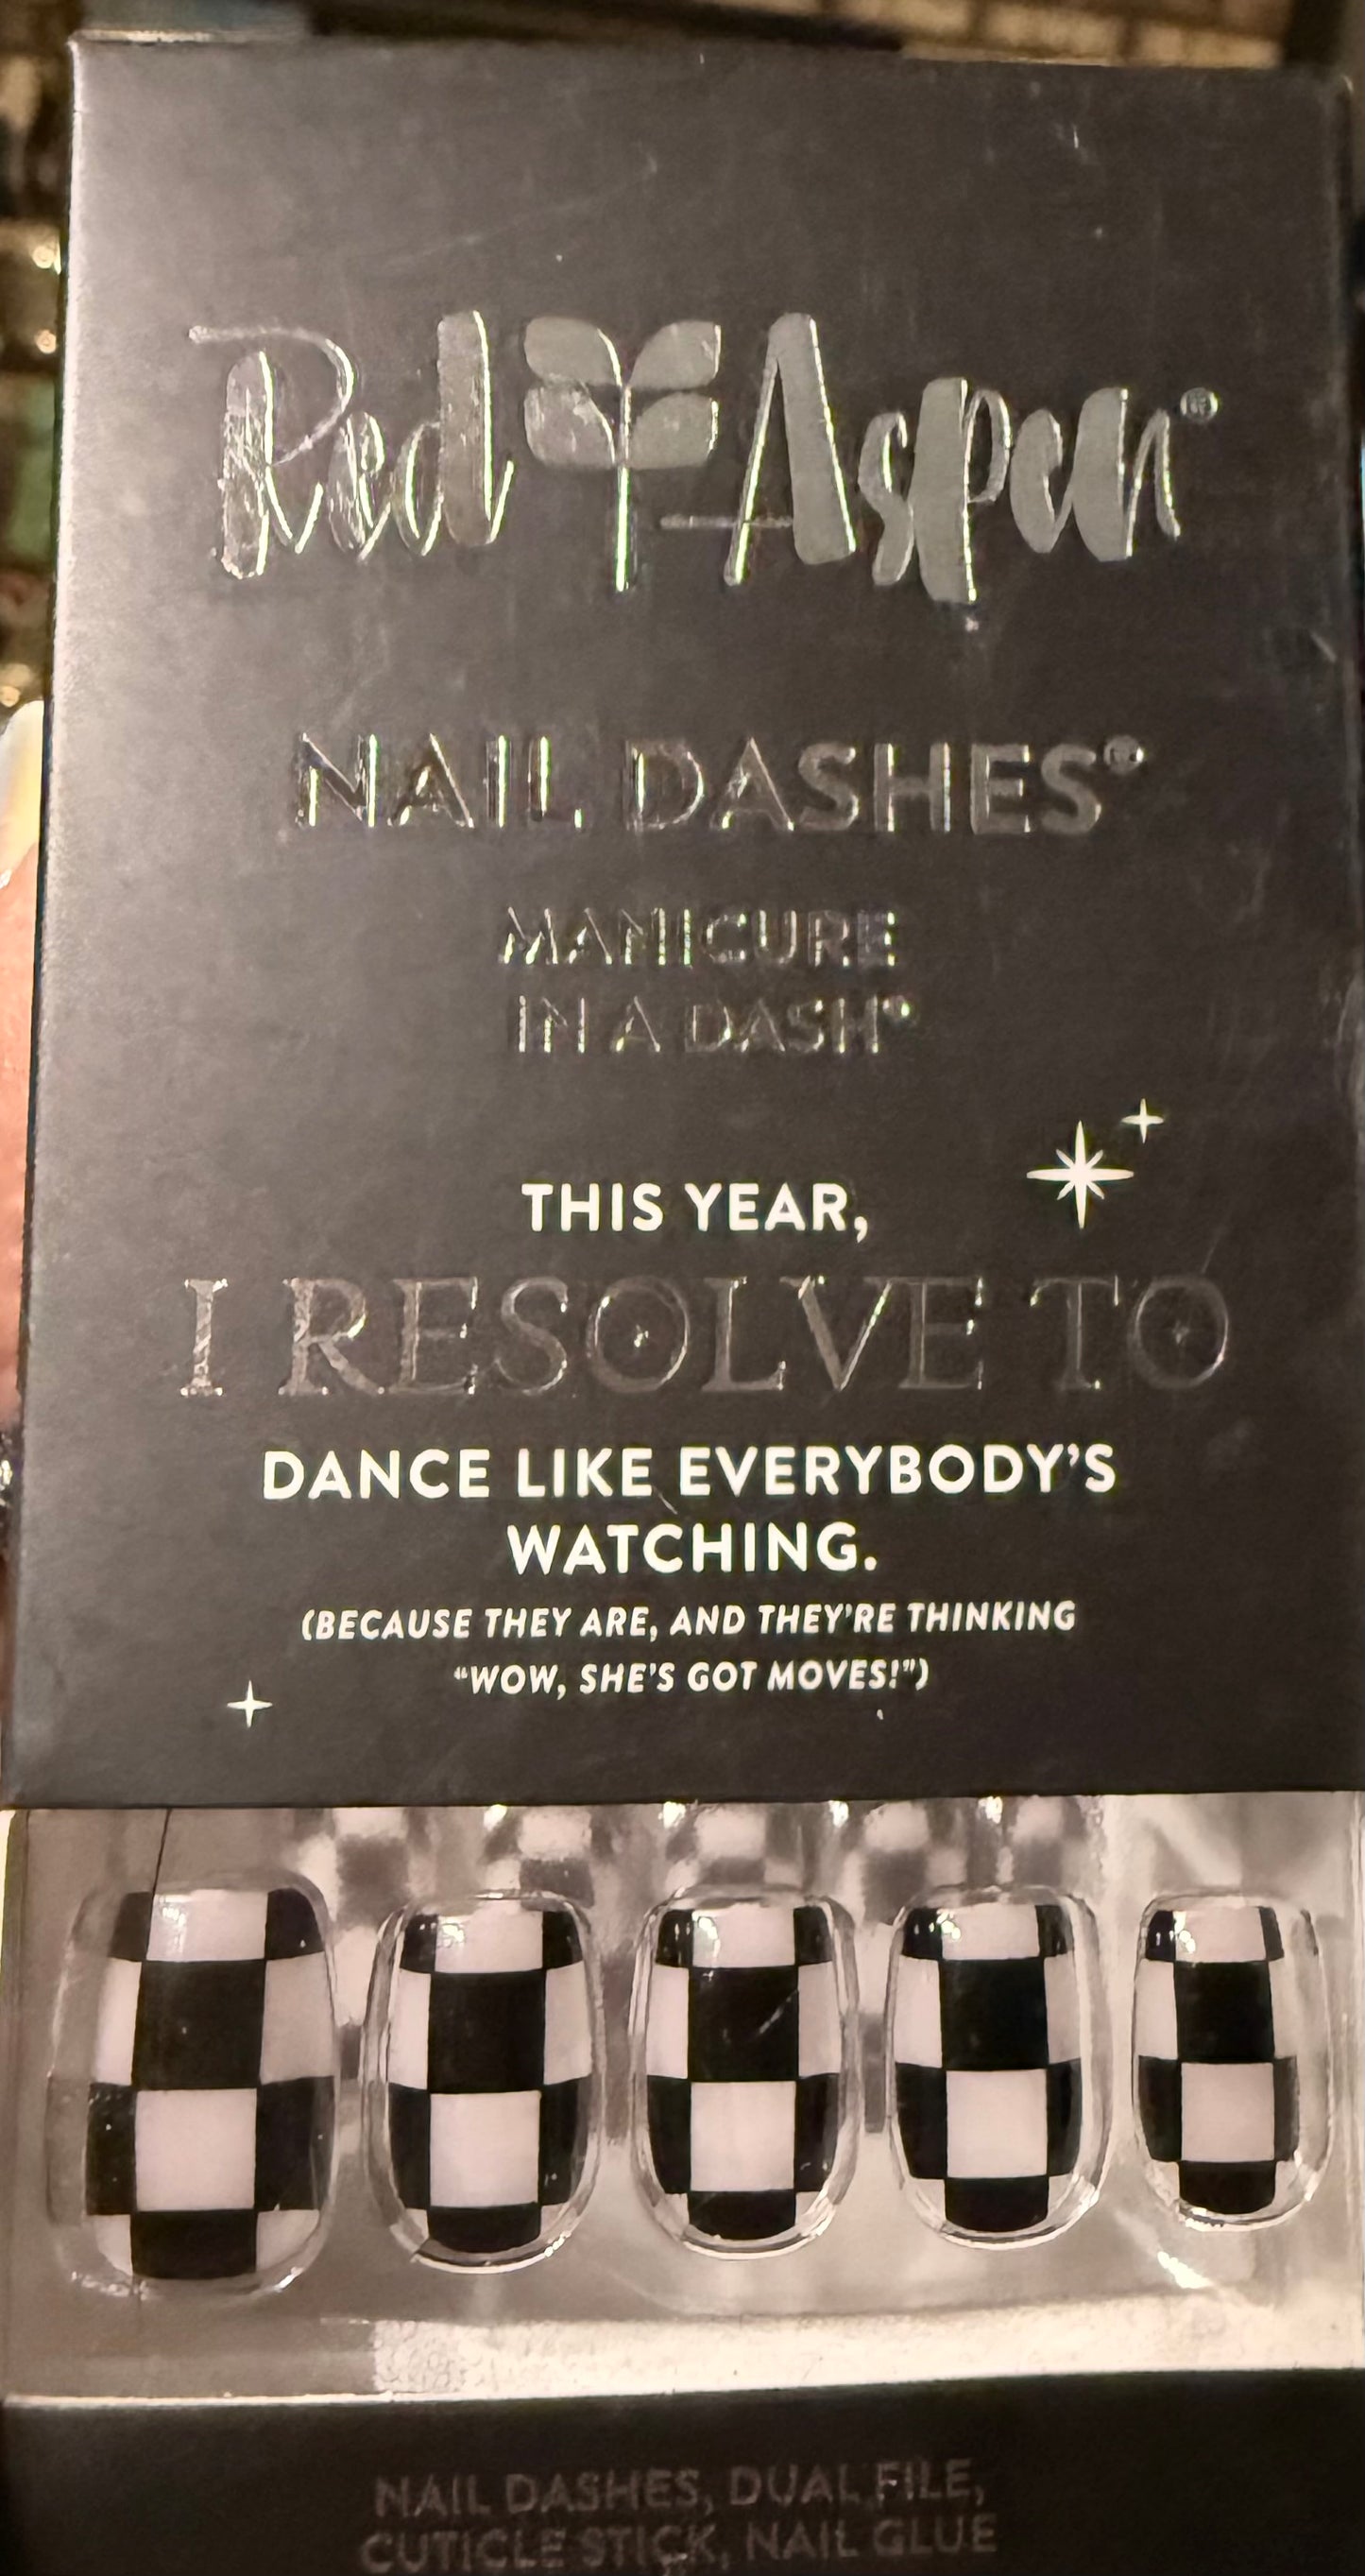 Red Aspen®
NAIL DASHES®
MANICURE
IN A DASH®
THIS YEAR,
I RESOLVE TO
DANCE LIKE EVERYBODY'S
WATCHING.
(BECAUSE THEY ARE, AND THEY'RE THINKING
“WOW, SHE'S GOT MOVES!”)
NAIL DASHES, DUAL FILE,
CUTICLE STICK, NAIL GLUE